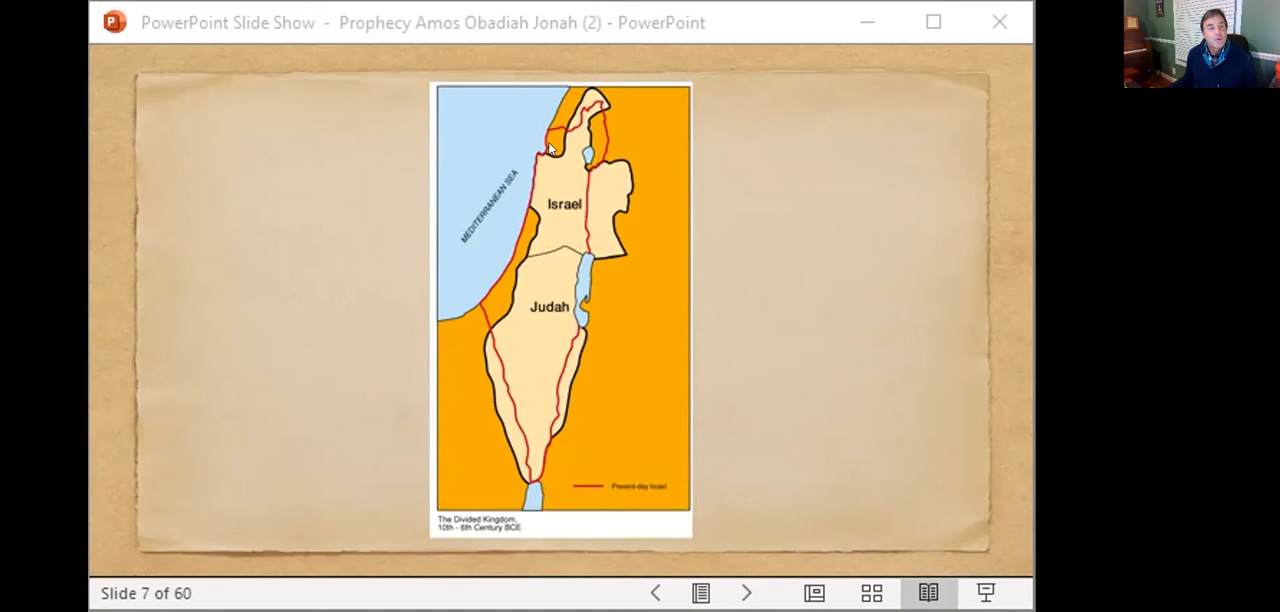 PowerPoint Slide Show - Prophecy Amos Obadiah Jonah (2) - PowerPoint
MEDITERRANEAN SEA
Israel
Judah
Present-day Israel
The Divided Kingdom,
10th - 6th Century BCE
Slide 7 of 60